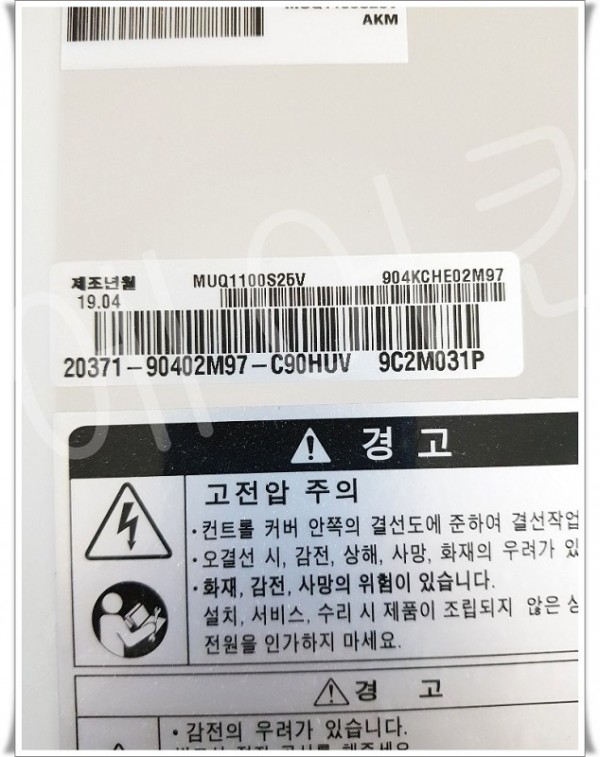 AKM
제조년월 MUQ1100S25V 904KCHE02M97
19.04
20371-90402M97-C90HUV 9C2M031P
경 고
고전압 주의
·컨트롤 커버 안쪽의 결선도에 준하여 결선작업
·오결선 시, 감전, 상해, 사망, 화재의 우려가 있
·화재, 감전, 사망의 위험이 있습니다.
설치, 서비스, 수리 시 제품이 조립되지 않은 상
전원을 인가하지 마세요.
경 고
·감전의 우려가 있습니다.